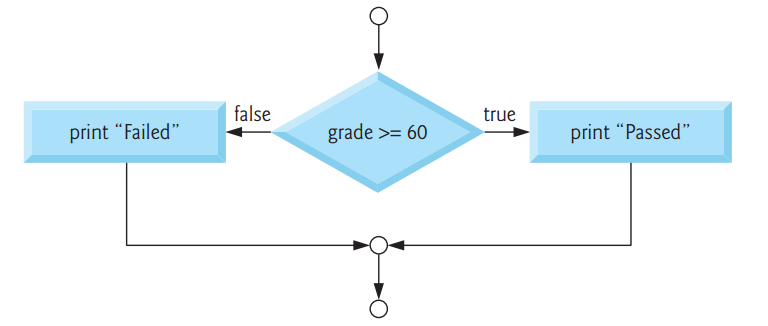 false
true
print “Failed”
grade >= 60
print “Passed”